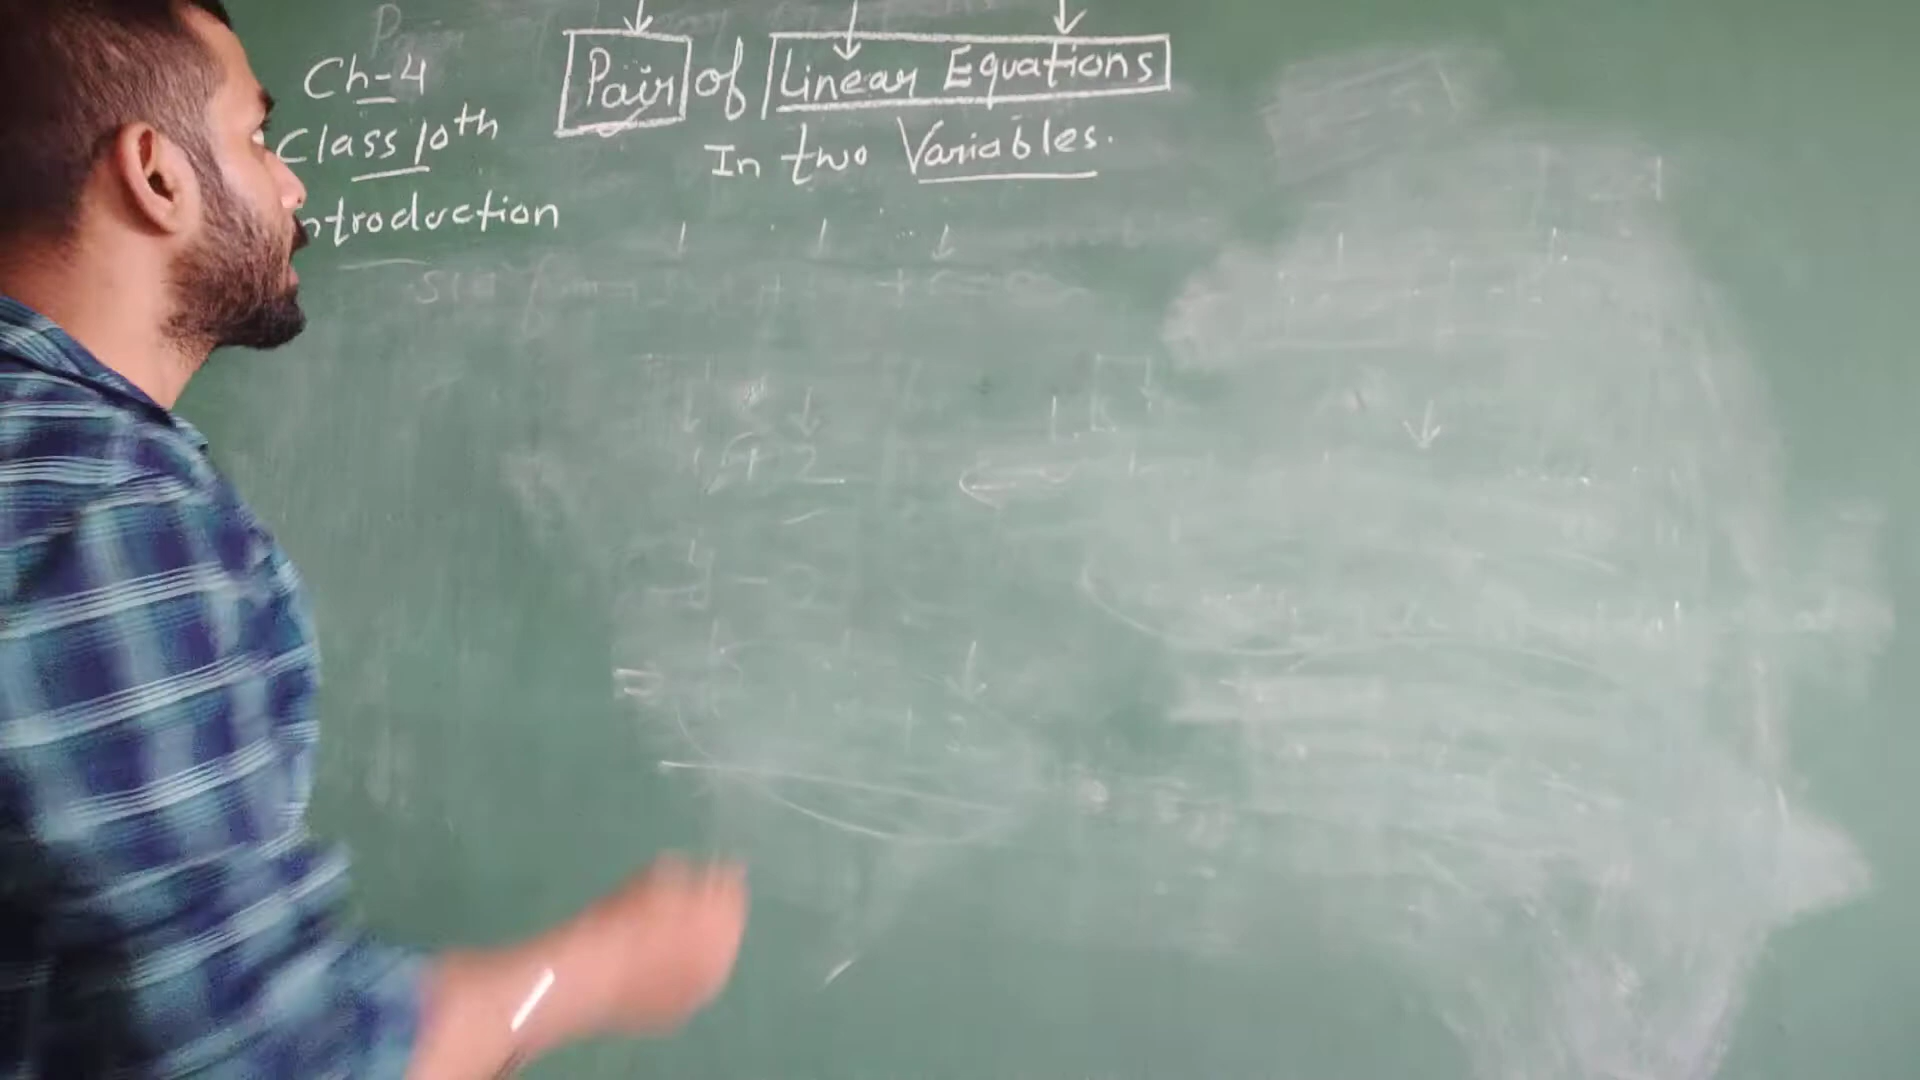 Ch-4
Class 10th
ntroduction
Pair of Linear Equations
In two Variables.